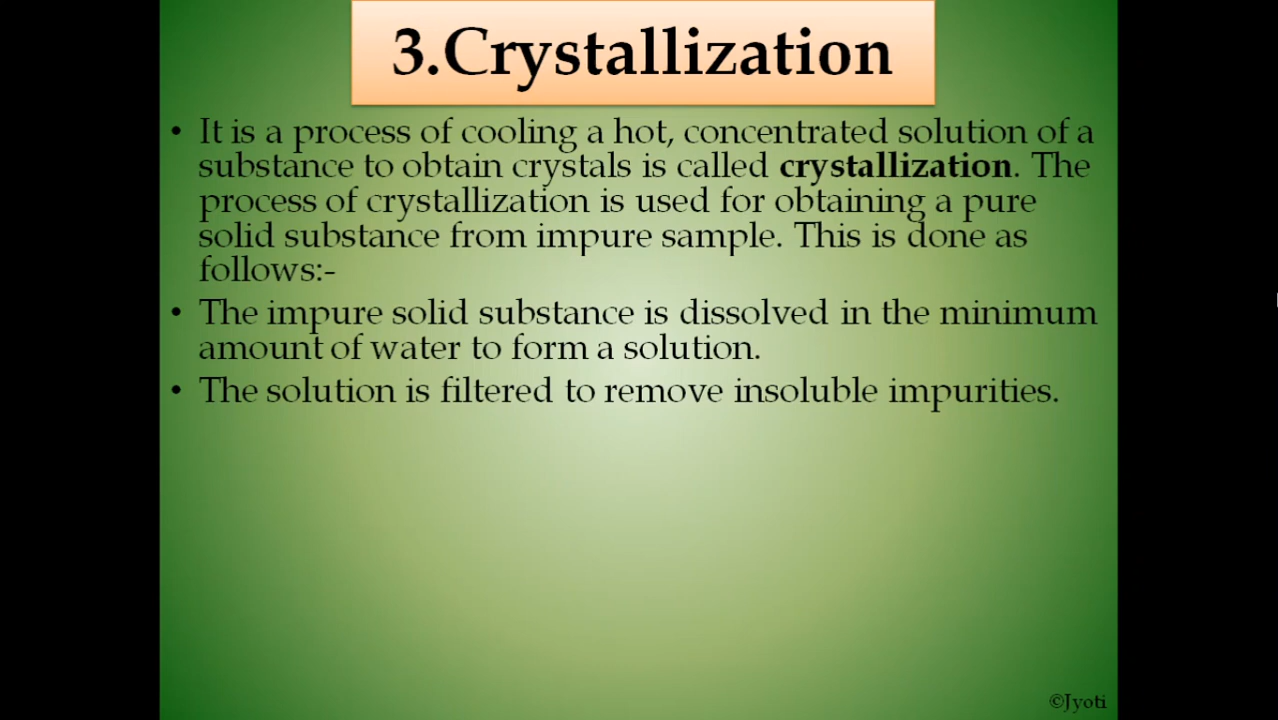 3.Crystallization
• It is a process of cooling a hot, concentrated solution of a
substance to obtain crystals is called crystallization. The
process of crystallization is used for obtaining a pure
solid substance from impure sample. This is done as
follows:-
• The impure solid substance is dissolved in the minimum
amount of water to form a solution.
• The solution is filtered to remove insoluble impurities.
©Jyoti